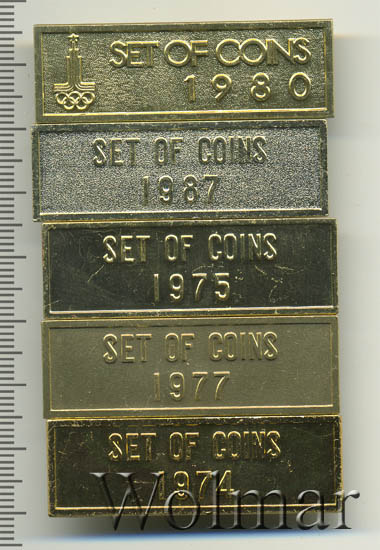 SET OF COINS
1980
SET OF COINS
1987
SET OF COINS
1975
SET OF COINS
1977
SET OF COINS
1974
Wolmar